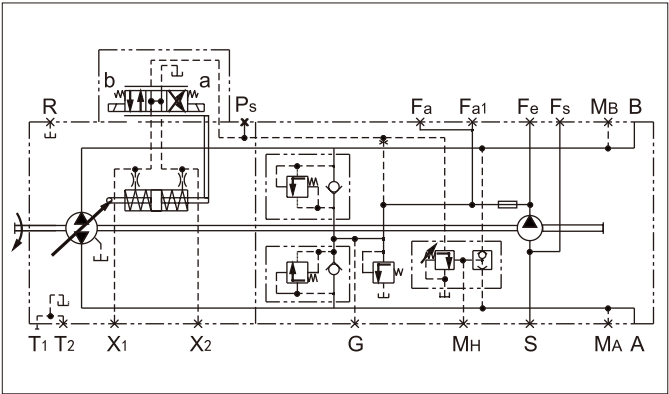 b a
R Ps Fa Fa1 Fe Fs MB B
T1 T2 X1 X2 G MH S MA A